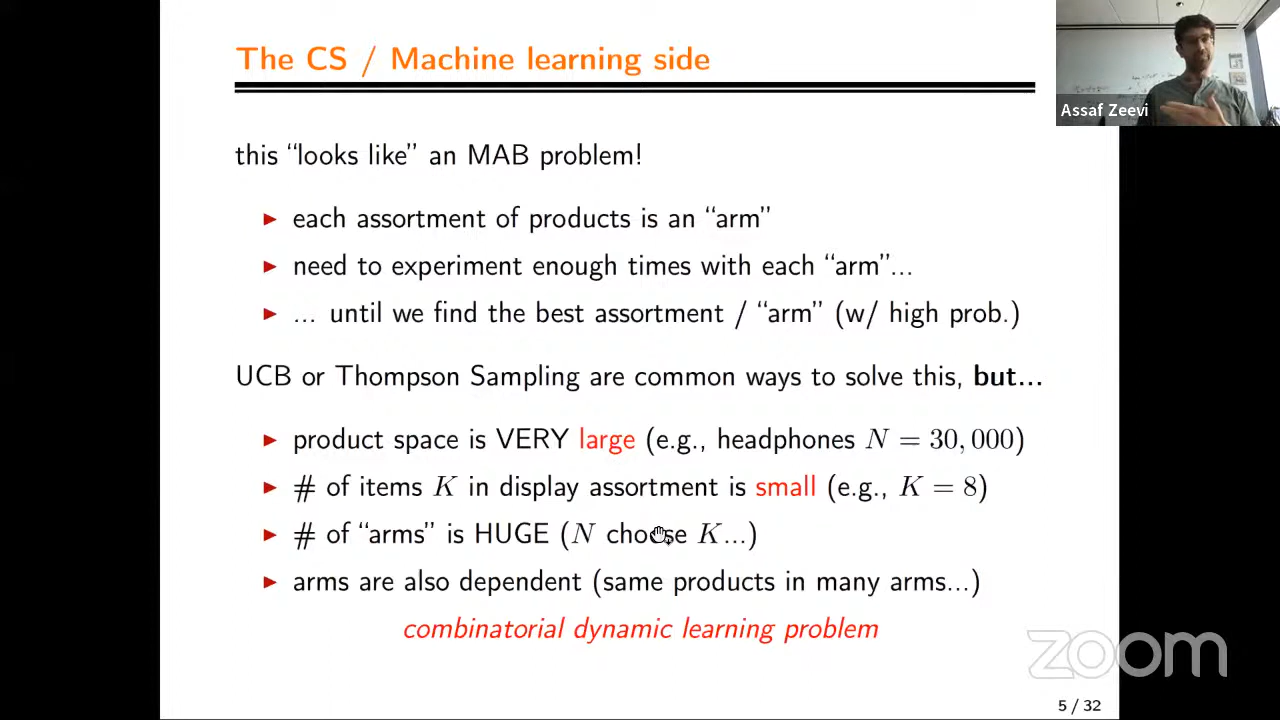 The CS / Machine learning side
Assaf Zeevi
this “looks like” an MAB problem!
► each assortment of products is an “arm”
► need to experiment enough times with each “arm”...
► ... until we find the best assortment / “arm” (w/ high prob.)
UCB or Thompson Sampling are common ways to solve this, but...
► product space is VERY large (e.g., headphones N = 30,000)
► # of items K in display assortment is small (e.g., K = 8)
► # of “arms” is HUGE (N choose K...)
► arms are also dependent (same products in many arms...)
combinatorial dynamic learning problem
zoom
5 / 32